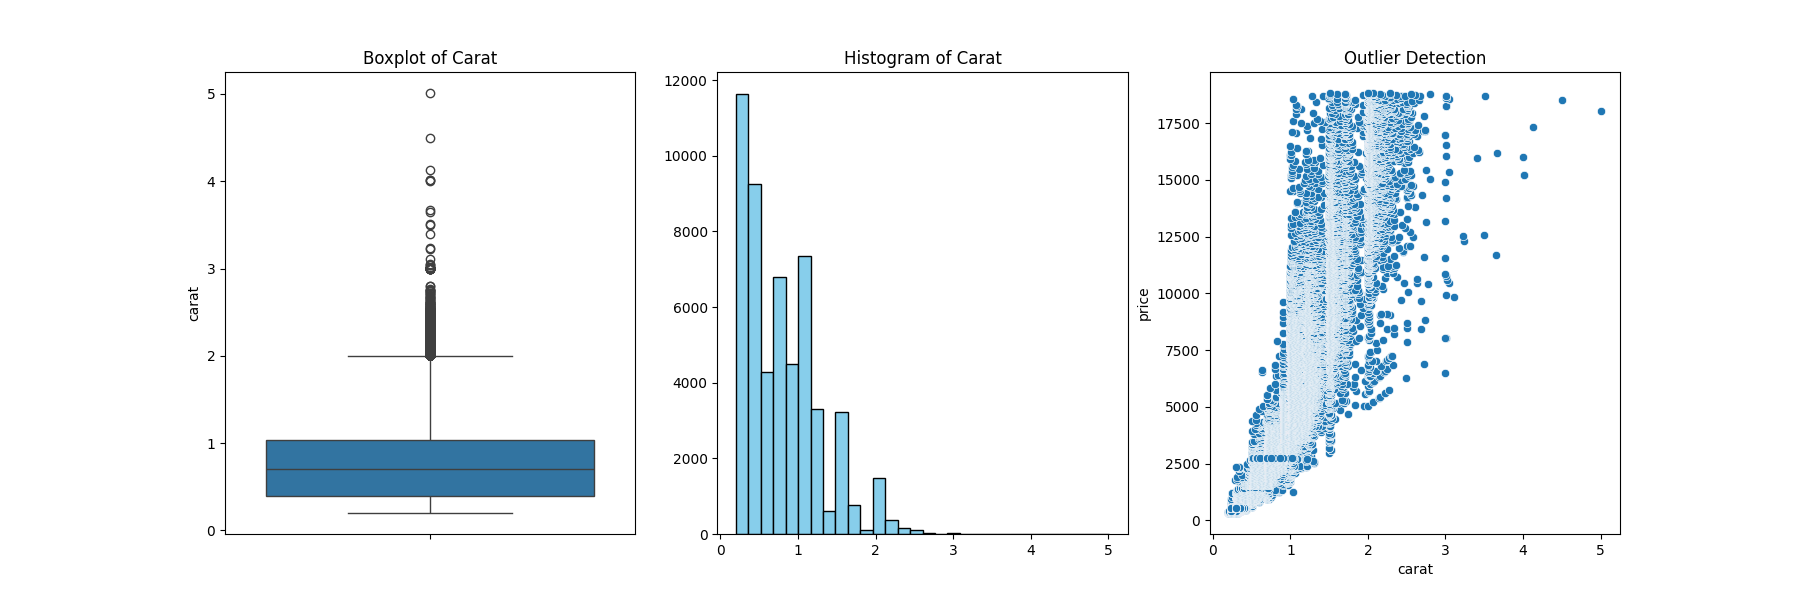 Boxplot of Carat
carat
5
4
3
2
1
0
Histogram of Carat
12000
10000
8000
6000
4000
2000
0
0 1 2 3 4 5
Outlier Detection
price
17500
15000
12500
10000
7500
5000
2500
0
0 1 2 3 4 5
carat